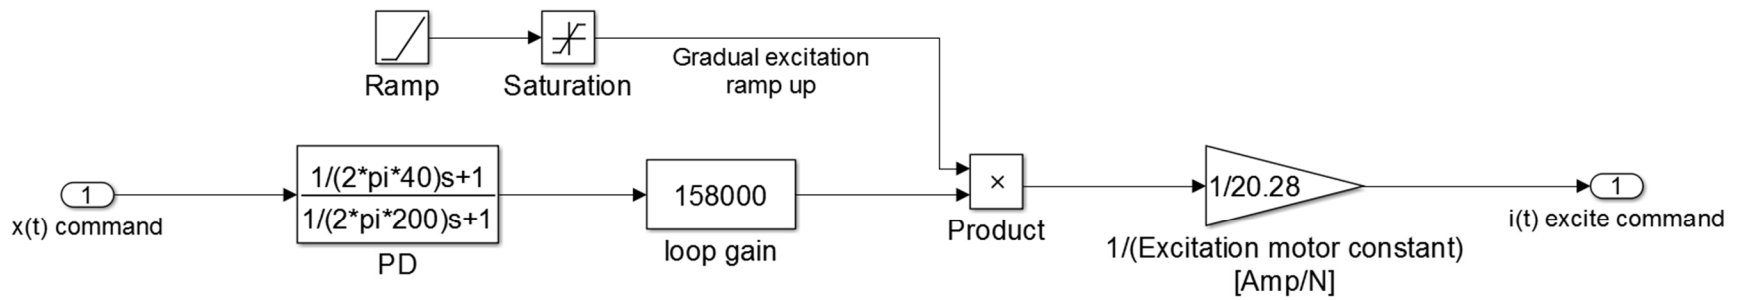 Ramp
Saturation
Gradual excitation
ramp up
1
x(t) command
1/(2*pi*40)s+1
1/(2*pi*200)s+1
PD
158000
loop gain
×
Product
1/20.28
1/(Excitation motor constant)
[Amp/N]
1
i(t) excite command